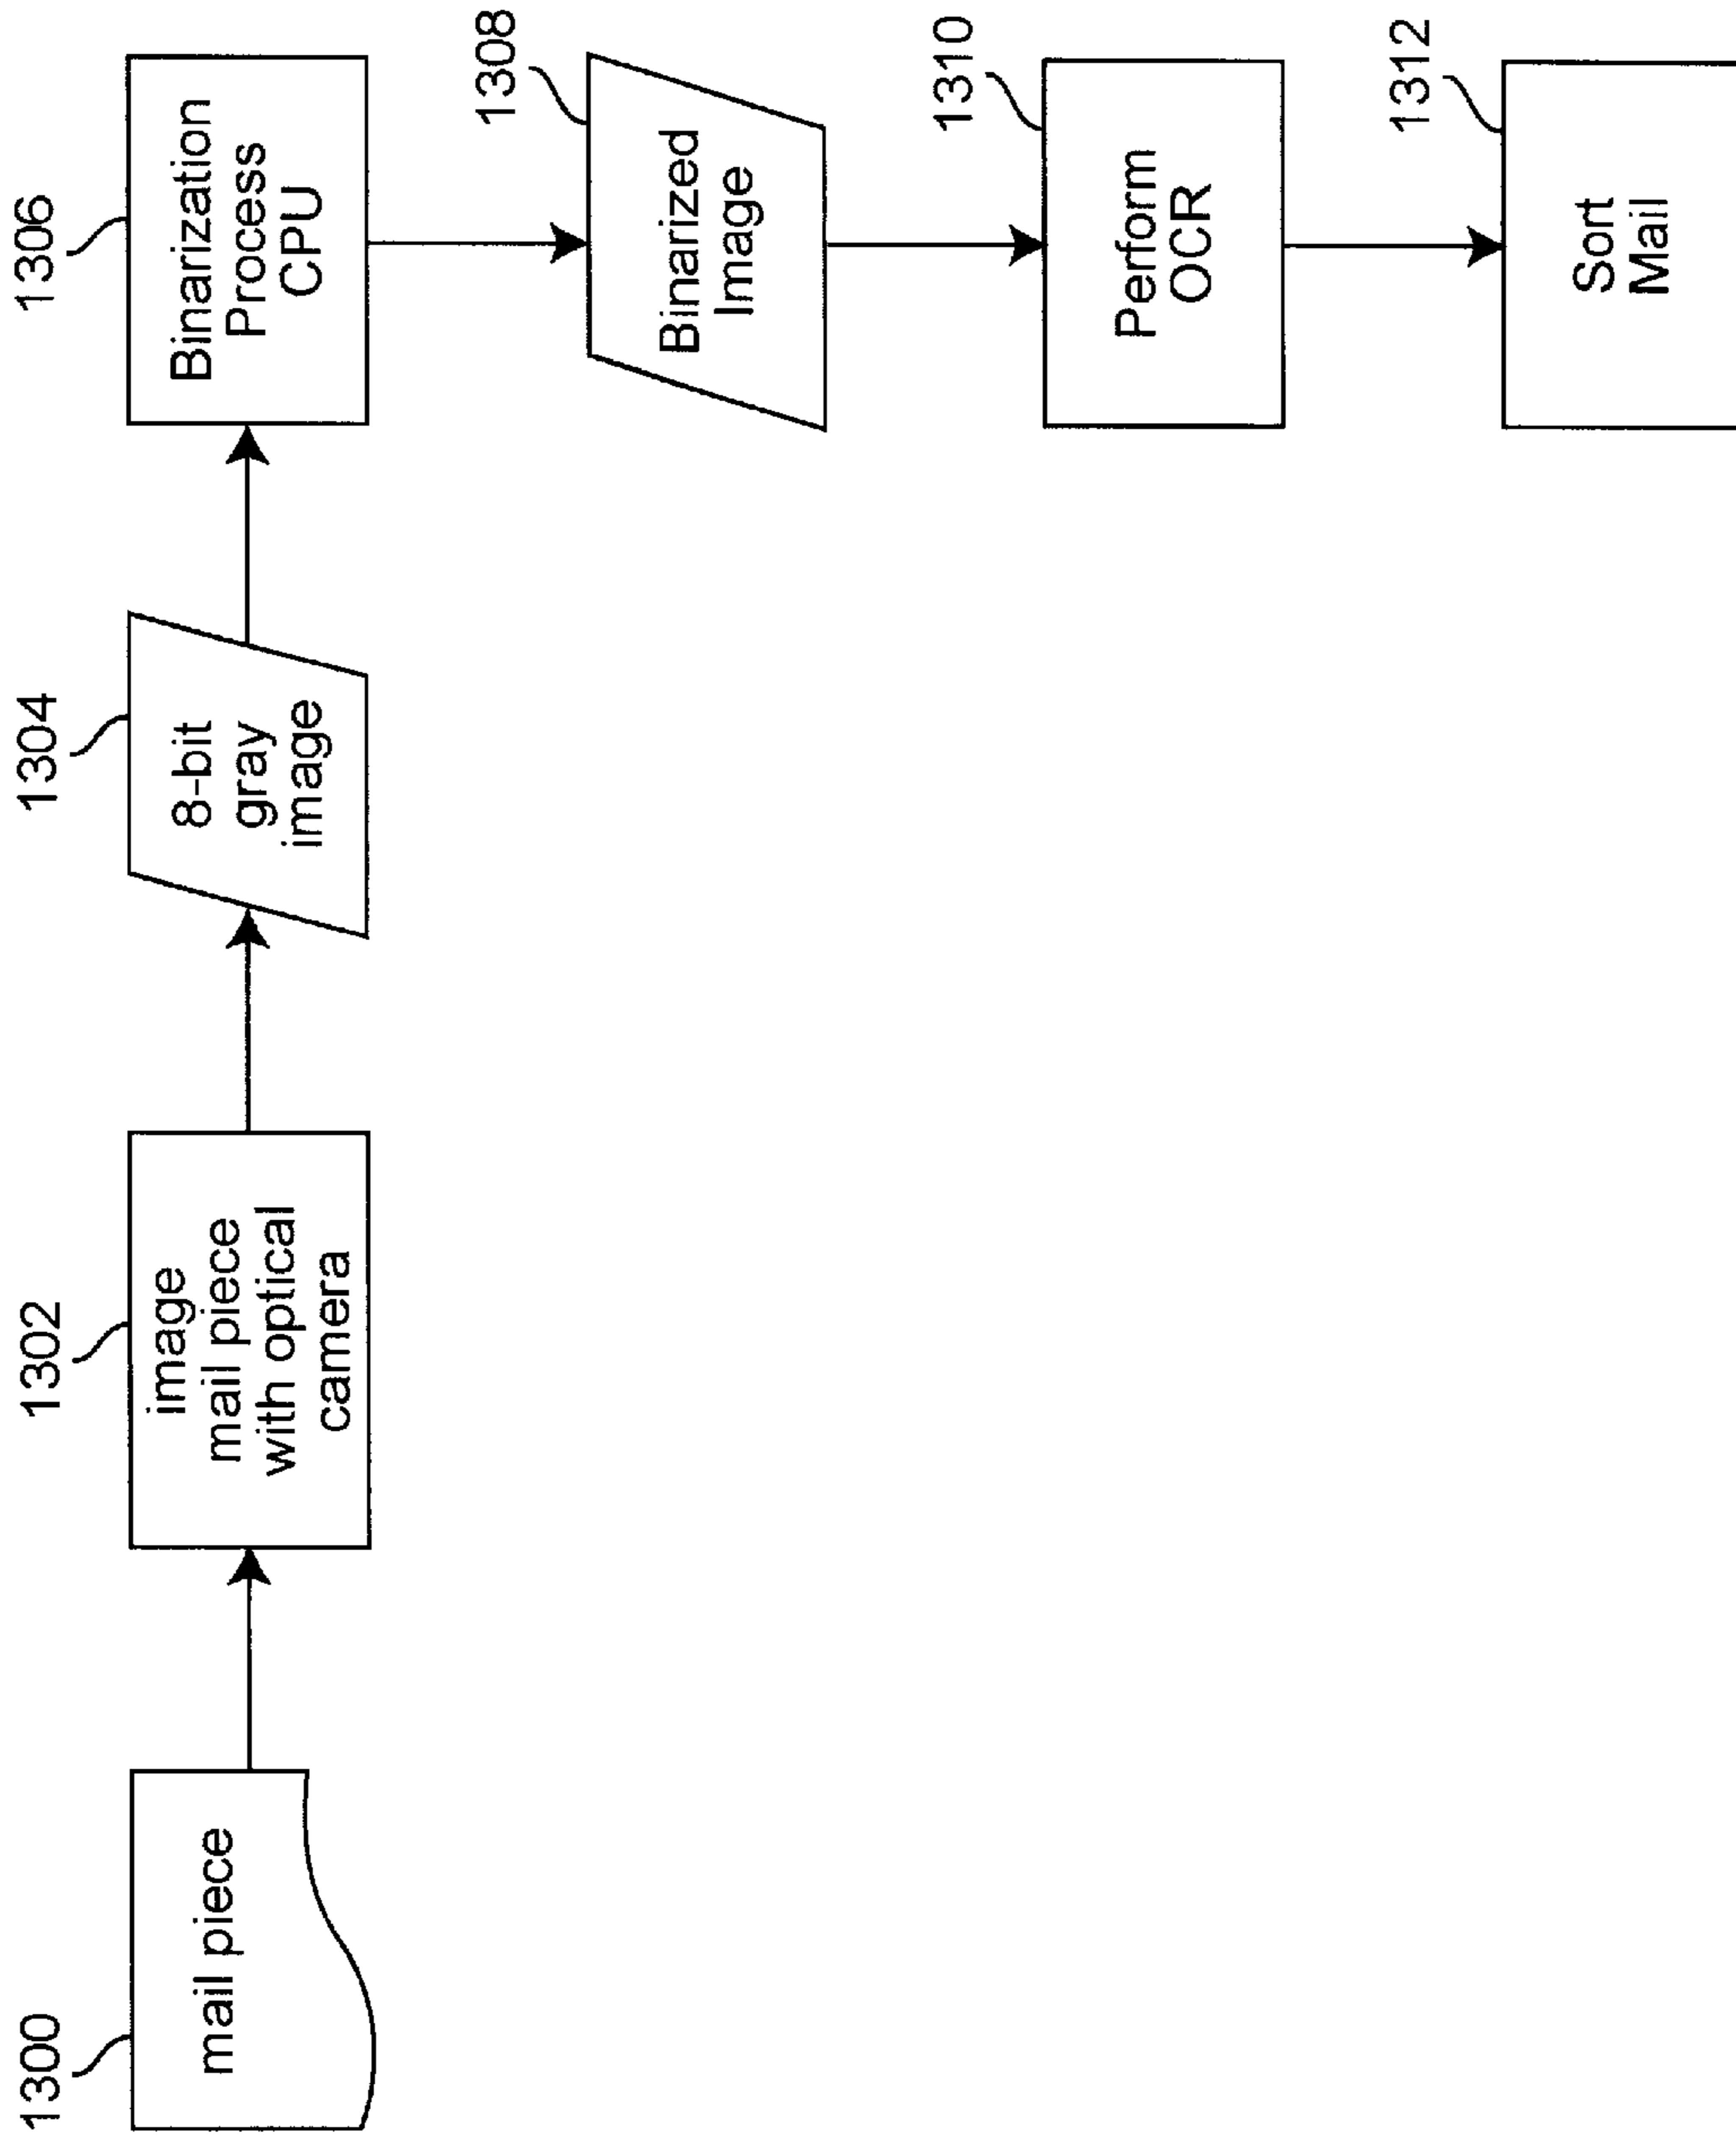 1300
mail piece
1302
image
mail piece
with optical
camera
1304
8-bit
gray
image
1306
Binarization
Process
CPU
1308
Binarized
Image
1310
Perform
OCR
1312
Sort
Mail